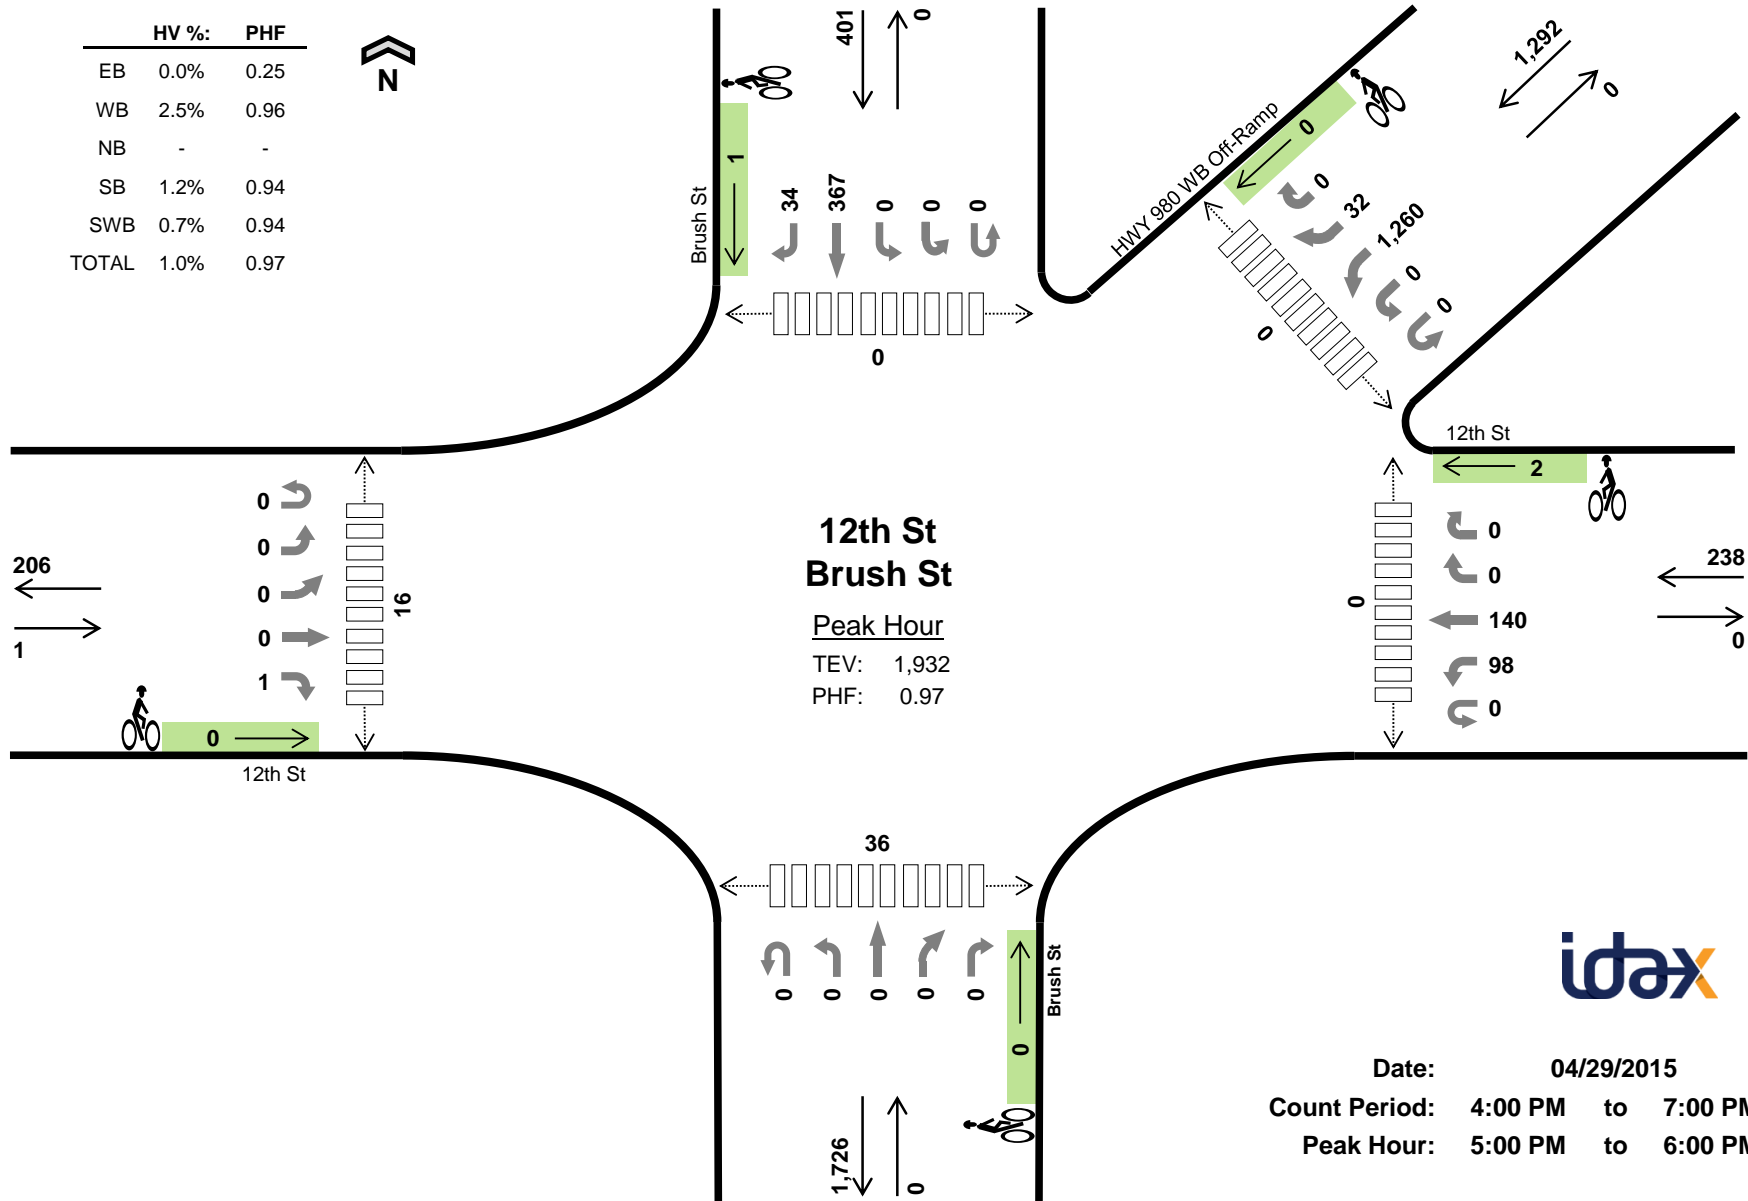 HV %: PHF
EB 0.0% 0.25
WB 2.5% 0.96
NB - -
SB 1.2% 0.94
SWB 0.7% 0.94
TOTAL 1.0% 0.97
N
401
0
1,292
0
Brush St
1
34
367
0
0
0
0
HWY 980 WB Off-Ramp
0
0
32
1,260
0
0
0
12th St
2
0
0
140
98
0
0
238
0
206
1
0
0
0
0
1
16
0
12th St
12th St
Brush St
Peak Hour
TEV: 1,932
PHF: 0.97
36
0
0
0
0
0
0
Brush St
1,726
0
idax
Date: 04/29/2015
Count Period: 4:00 PM to 7:00 PM
Peak Hour: 5:00 PM to 6:00 PM